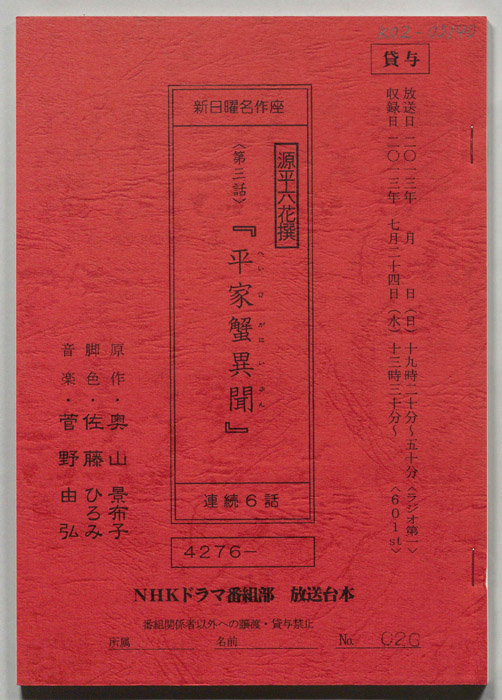 貸与
放送日 二〇一三年 月 日（日）十九時二十分～五十分〈ラジオ第一〉
収録日 二〇一三年 七月二十四日（水）十三時三十分～〈６０１ｓｔ〉
新日曜名作座
源平六花撰
〈第三話〉『平家蟹異聞』
へいけがにいぶん
連続６話
原作・奥山 景布子
脚色・佐藤 ひろみ
音楽・菅野 由弘
4276-
NHKドラマ番組部 放送台本
番組関係者以外への譲渡・貸与禁止
所属 名前 No. 020